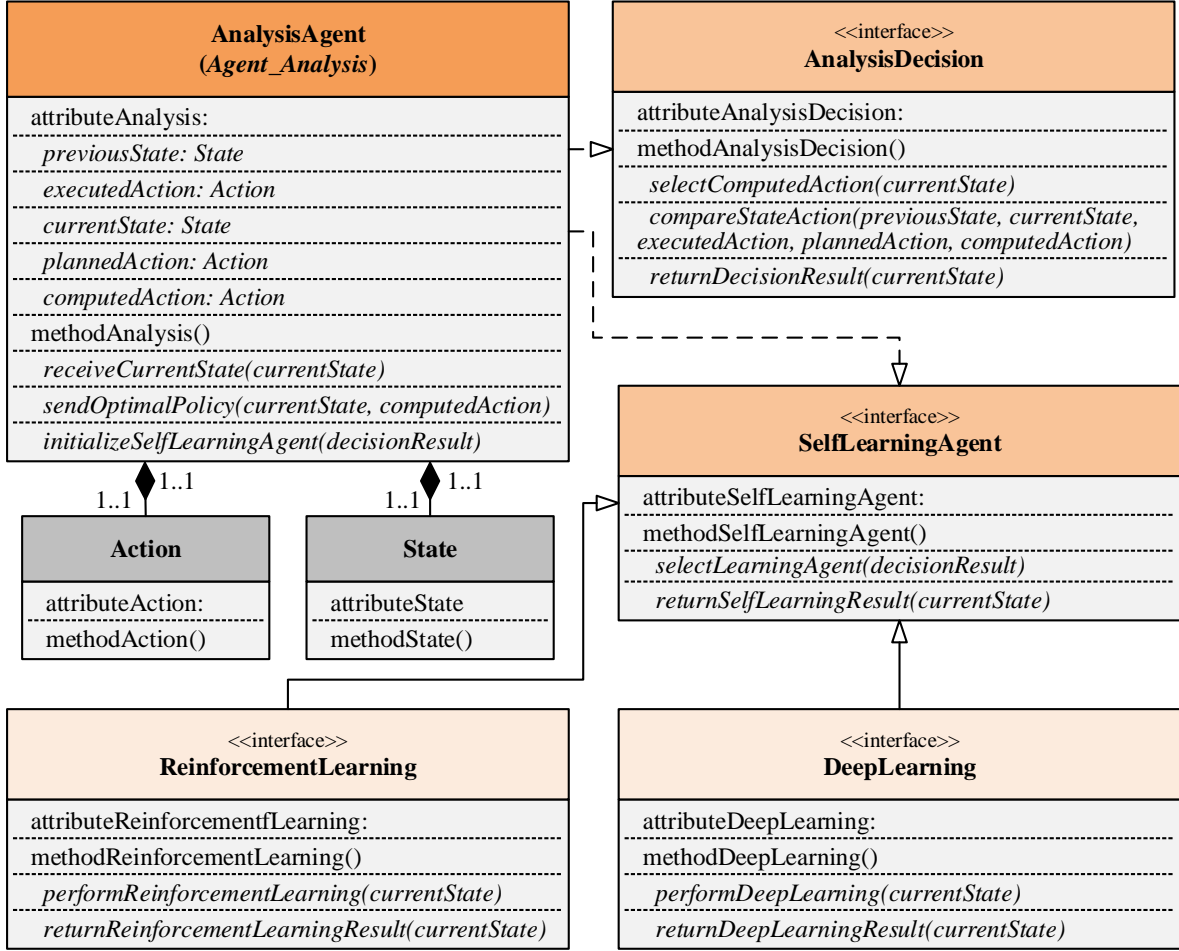 AnalysisAgent
(Agent_Analysis)
attributeAnalysis:
previousState: State
executedAction: Action
currentState: State
plannedAction: Action
computedAction: Action
methodAnalysis()
receiveCurrentState(currentState)
sendOptimalPolicy(currentState, computedAction)
initializeSelfLearningAgent(decisionResult)
<<interface>>
AnalysisDecision
attributeAnalysisDecision:
methodAnalysisDecision()
selectComputedAction(currentState)
compareStateAction(previousState, currentState,
executedAction, plannedAction, computedAction)
returnDecisionResult(currentState)
1..1
1..1
1..1
1..1
Action
attributeAction:
methodAction()
State
attributeState
methodState()
<<interface>>
SelfLearningAgent
attributeSelfLearningAgent:
methodSelfLearningAgent()
selectLearningAgent(decisionResult)
returnSelfLearningResult(currentState)
<<interface>>
ReinforcementLearning
attributeReinforcementfLearning:
methodReinforcementLearning()
performReinforcementLearning(currentState)
returnReinforcementLearningResult(currentState)
<<interface>>
DeepLearning
attributeDeepLearning:
methodDeepLearning()
performDeepLearning(currentState)
returnDeepLearningResult(currentState)